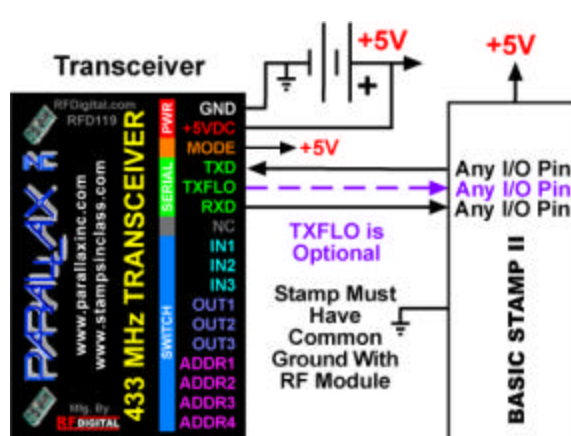 Transceiver
+5V
+
+5V
RFDigital.com
RFD119
PARALLAX
www.parallaxinc.com
www.stampsinclass.com
433 MHz TRANSCEIVER
Mfg. By
RF DIGITAL
PWR
SERIAL
SWITCH
GND
+5VDC
MODE
TXD
TXFLO
RXD
NC
IN1
IN2
IN3
OUT1
OUT2
OUT3
ADDR1
ADDR2
ADDR3
ADDR4
+5V
Any I/O Pin
Any I/O Pin
Any I/O Pin
TXFLO is
Optional
Stamp Must
Have
Common
Ground With
RF Module
BASIC STAMP II